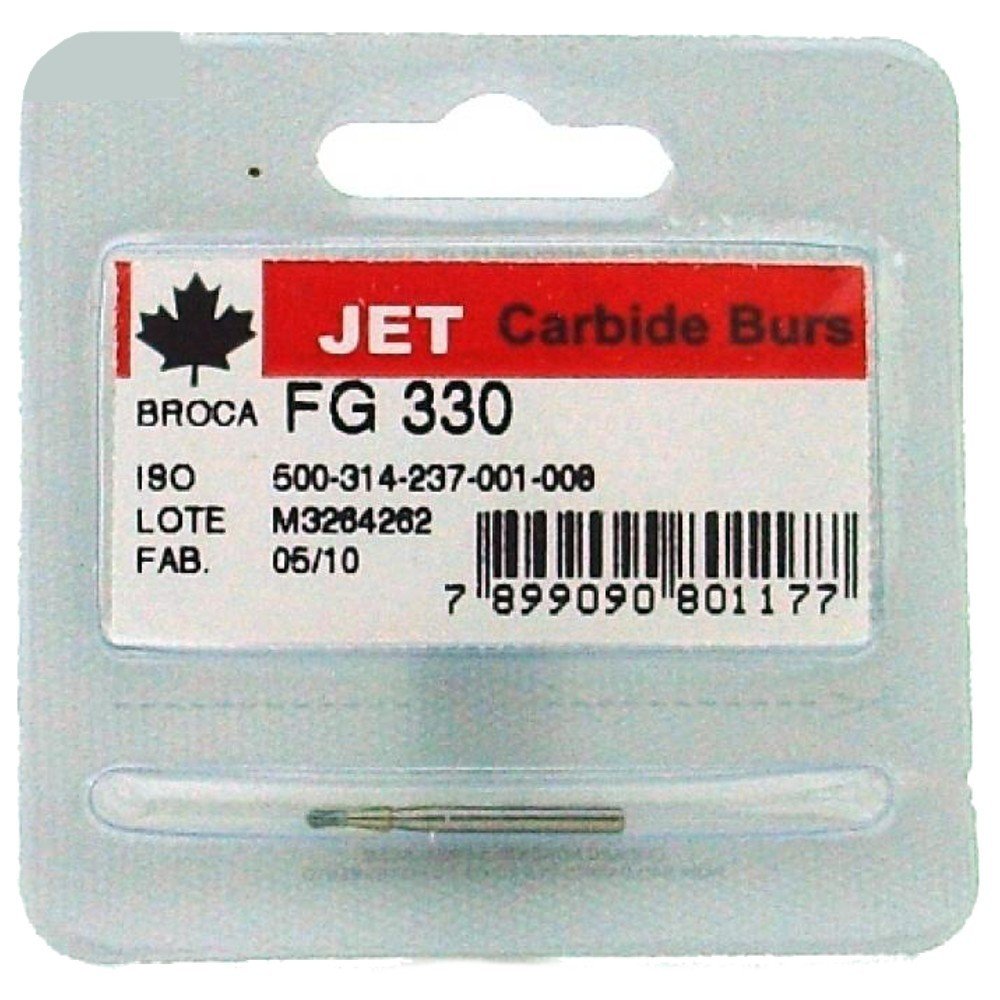 JET Carbide Burs
BROCA FG 330
ISO 500-314-237-001-008
LOTE M3264262
FAB. 05/10
7 899090 801177